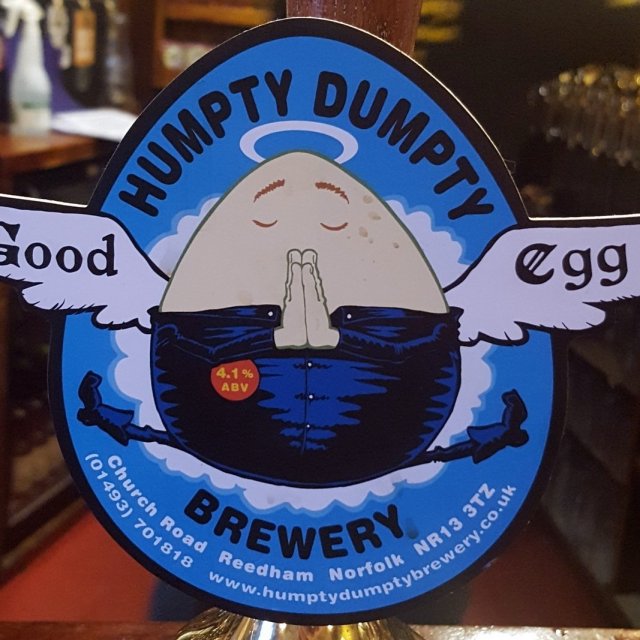 HUMPTY DUMPTY
Good Egg
4.1%
ABV
BREWERY
Church Road Reedham Norfolk NR13 3TZ
(01493) 701818 www.humptydumptybrewery.co.uk